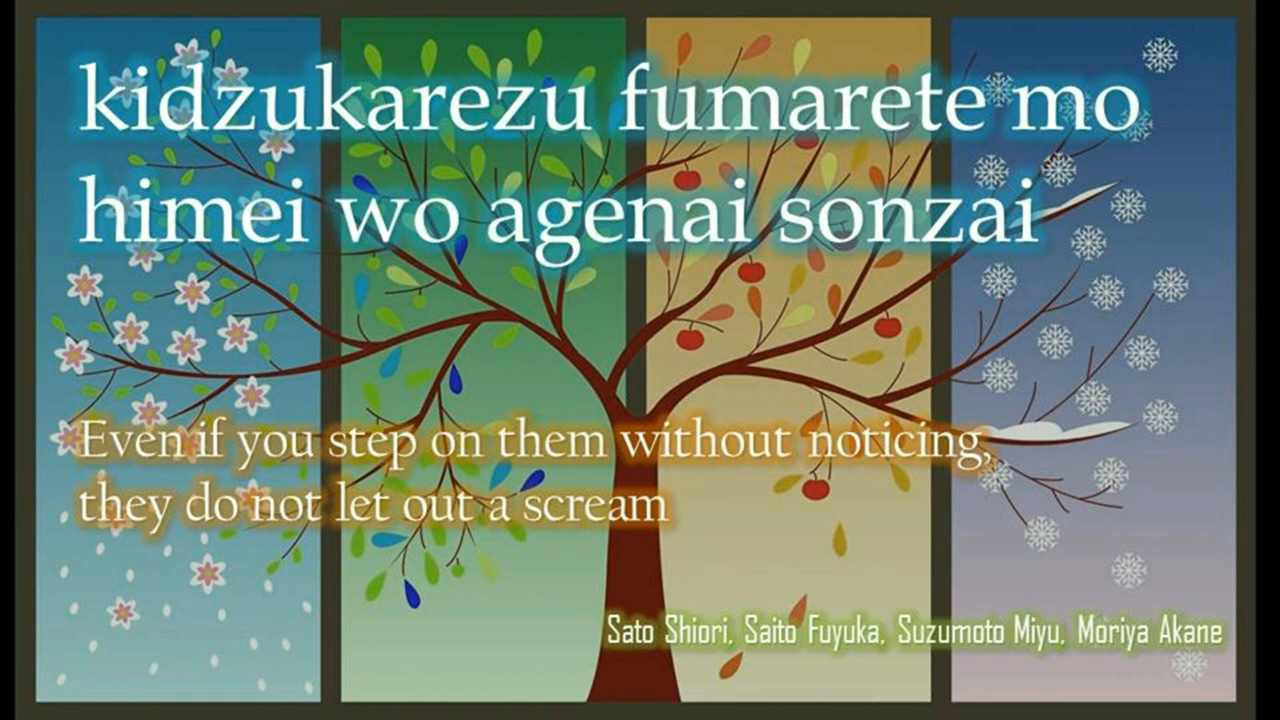 kidzukarezu fumarete mo
himei wo agenai sonzai
Even if you step on them without noticing,
they do not let out a scream
Sato Shiori, Saito Fuyuka, Suzumoto Miyu, Moriya Akane